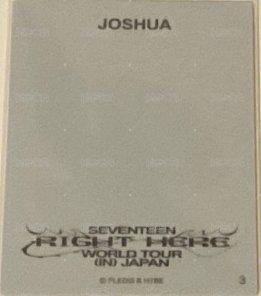 JOSHUA
SEVENTEEN
RIGHT HERE
WORLD TOUR
(IN) JAPAN
© PLEDIS & HYBE
3